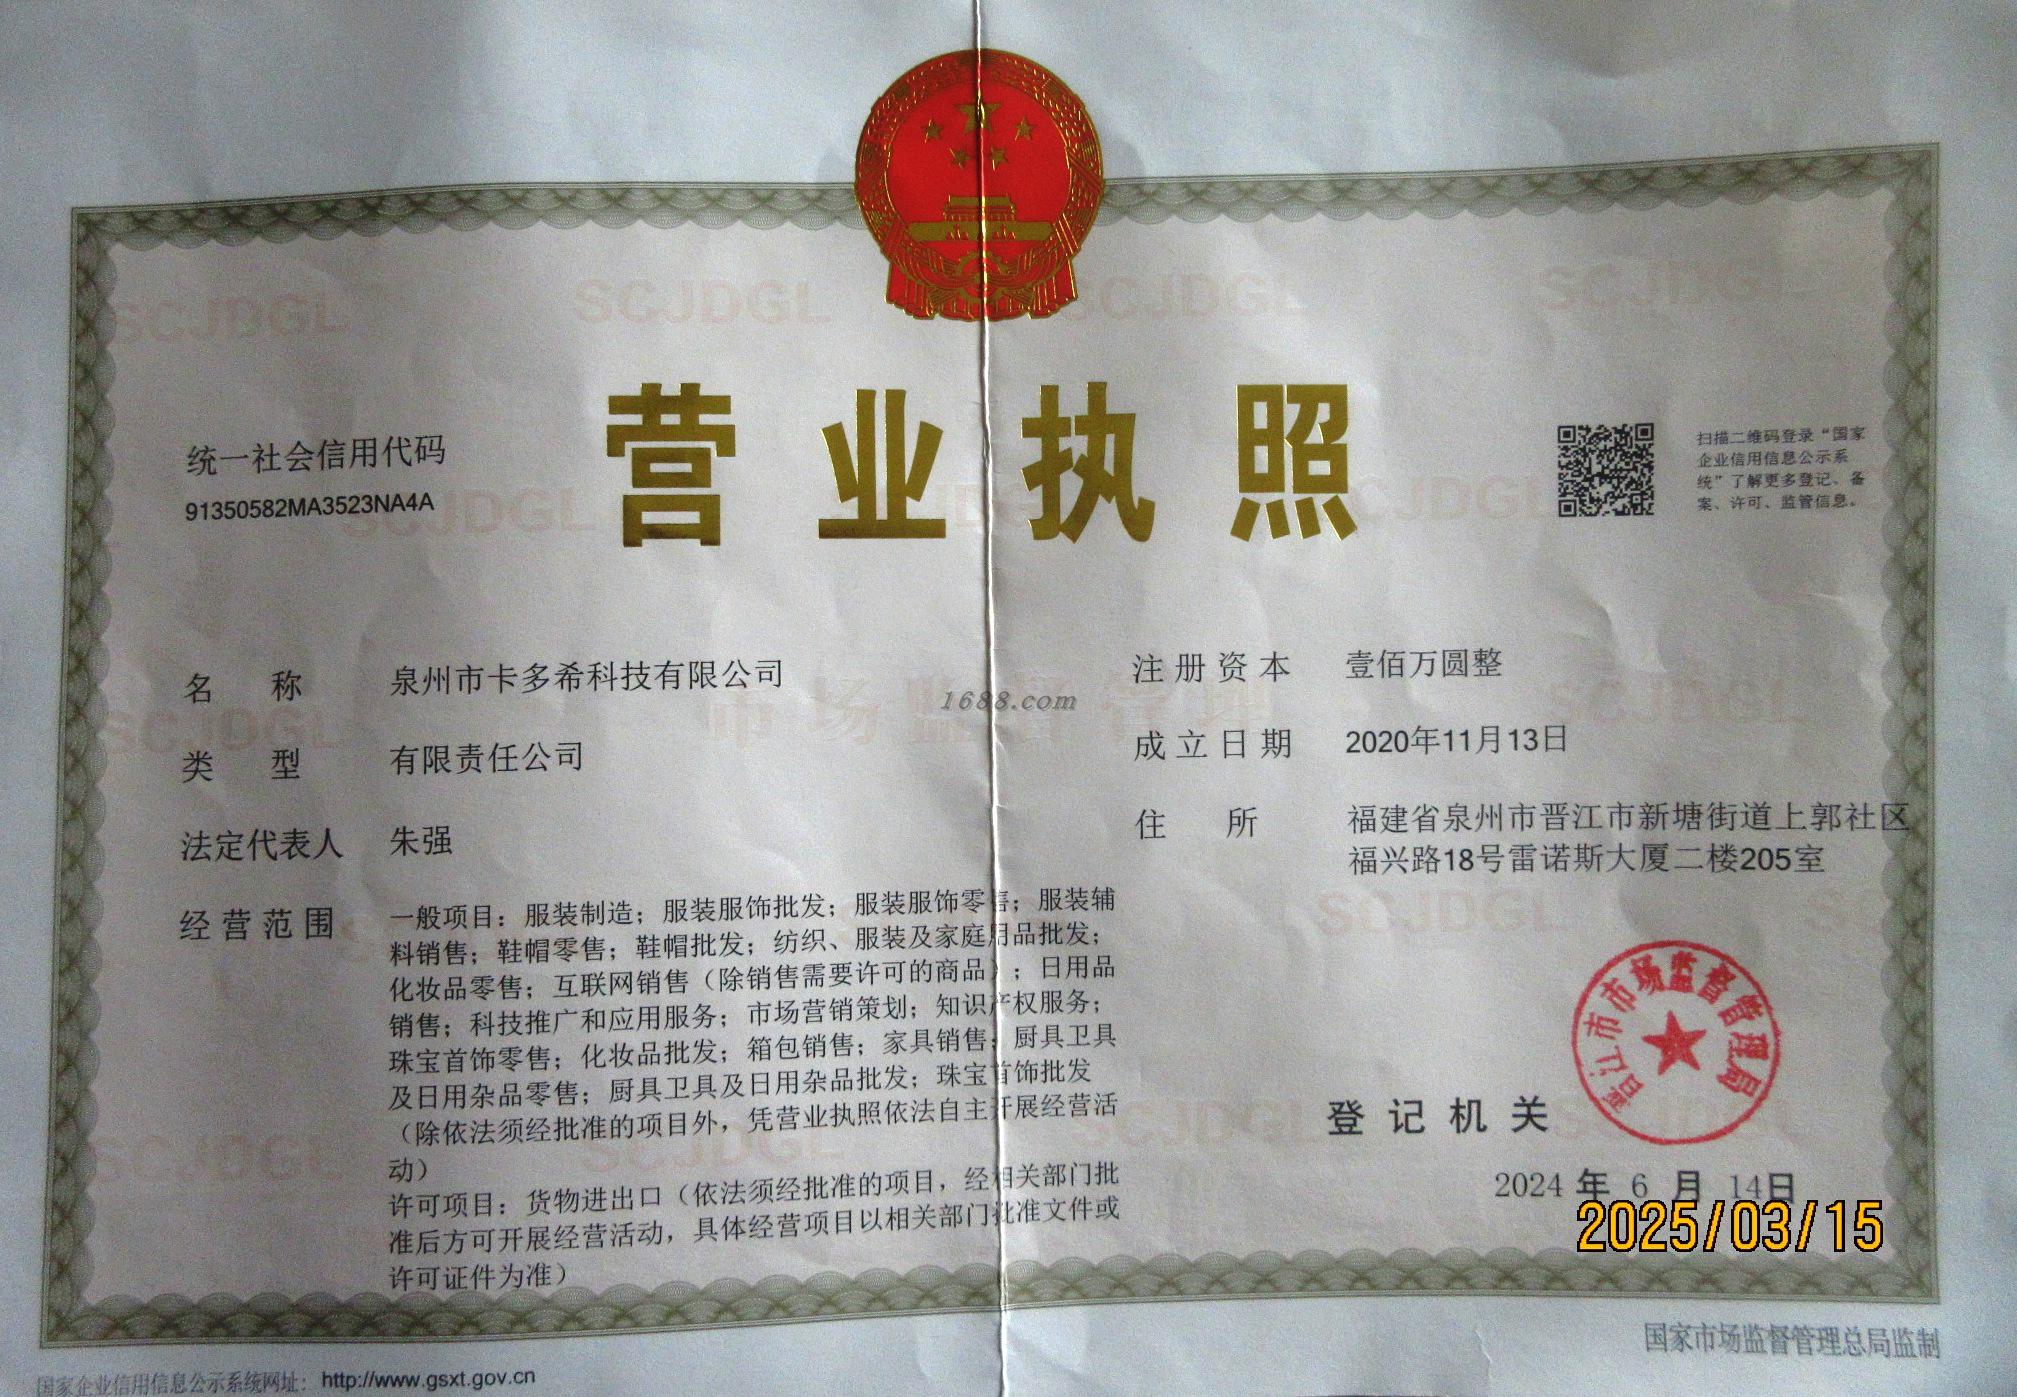 统一社会信用代码
91350582MA3523NA4A
营业执照
扫描二维码登录“国家
企业信用信息公示系
统”了解更多登记、备
案、许可、监管信息。
名 称 泉州市卡多希科技有限公司
类 型 有限责任公司
法定代表人 朱强
经营范围 一般项目：服装制造；服装服饰批发；服装服饰零售；服装辅
料销售；鞋帽零售；鞋帽批发；纺织、服装及家庭用品批发；
化妆品零售；互联网销售（除销售需要许可的商品）；日用品
销售；科技推广和应用服务；市场营销策划；知识产权服务；
珠宝首饰零售；化妆品批发；箱包销售；家具销售；厨具卫具
及日用杂品零售；厨具卫具及日用杂品批发；珠宝首饰批发
（除依法须经批准的项目外，凭营业执照依法自主开展经营活
动）
许可项目：货物进出口（依法须经批准的项目，经相关部门批
准后方可开展经营活动，具体经营项目以相关部门批准文件或
许可证件为准）
注册资本 壹佰万圆整
成立日期 2020年11月13日
住 所 福建省泉州市晋江市新塘街道上郭社区
福兴路18号雷诺斯大厦二楼205室
1688.com
市场监督管理
SCJDGL
晋江市市场监督管理局
登记机关
2024 年 6 月 14日
2025/03/15
国家企业信用信息公示系统网址：http://www.gsxt.gov.cn
国家市场监督管理总局监制